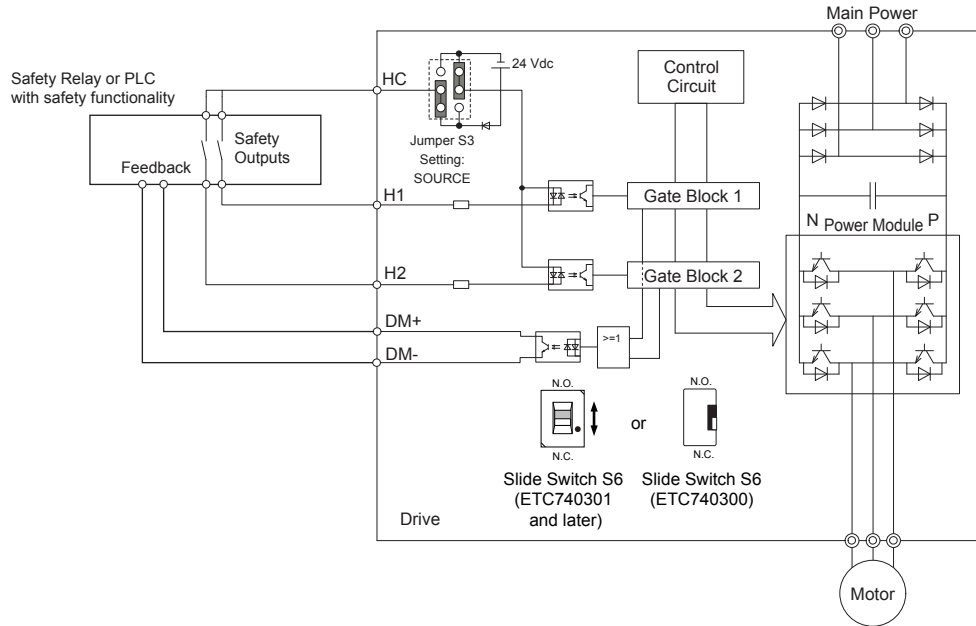 Main Power
Safety Relay or PLC
with safety functionality
HC
24 Vdc
Control
Circuit
Safety
Outputs
Feedback
Jumper S3
Setting:
SOURCE
H1
Gate Block 1
N
Power Module
P
H2
Gate Block 2
DM+
DM-
>=1
N.O.
N.C.
or
N.O.
N.C.
Slide Switch S6
(ETC740301
and later)
Slide Switch S6
(ETC740300)
Drive
Motor